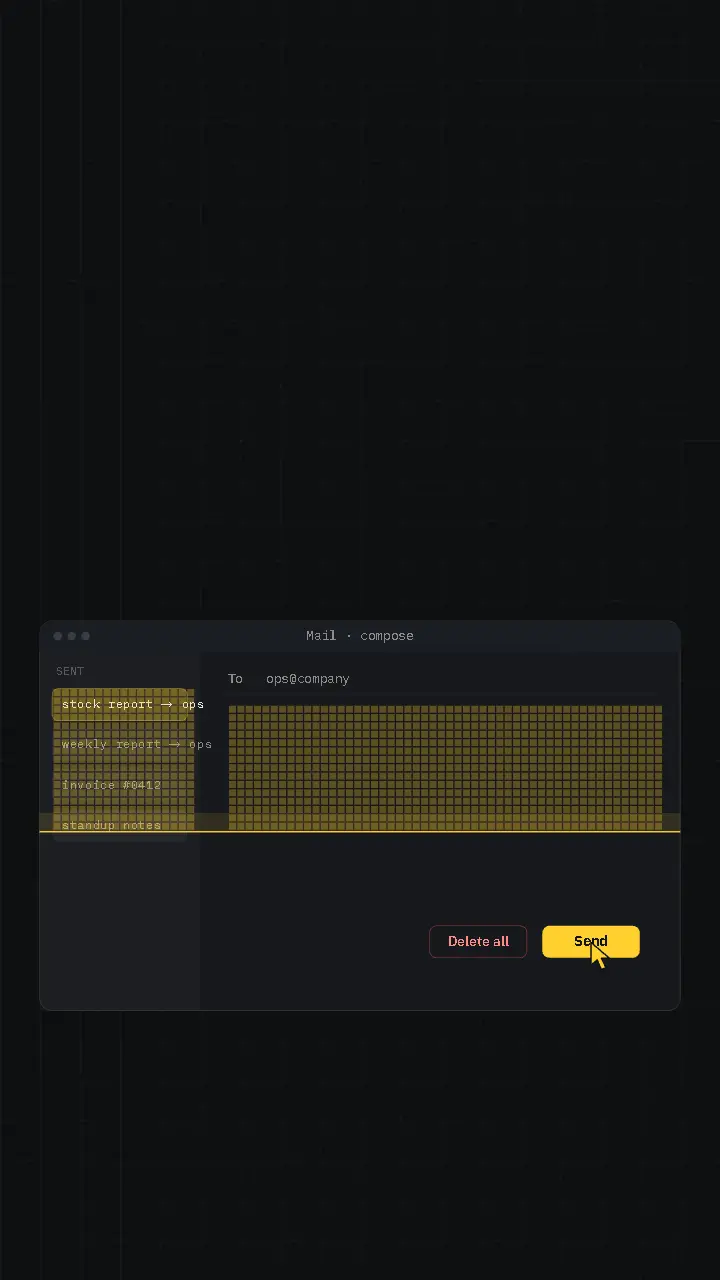 Mail · compose
SENT
To ops@company
stock report → ops
weekly report → ops
invoice #0412
standup notes
Delete all
Send